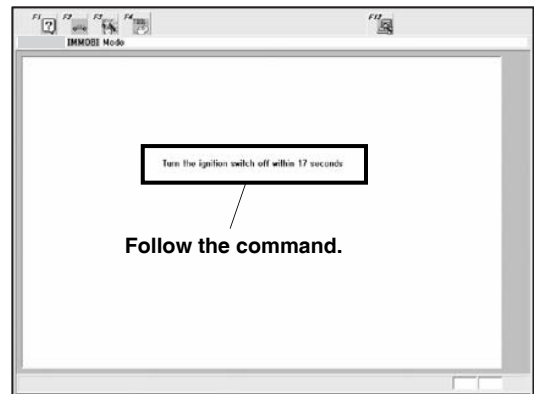 F1 F2 F3 F4 F12
?
IMMOBI Mode
Turn the ignition switch off within 17 seconds
Follow the command.